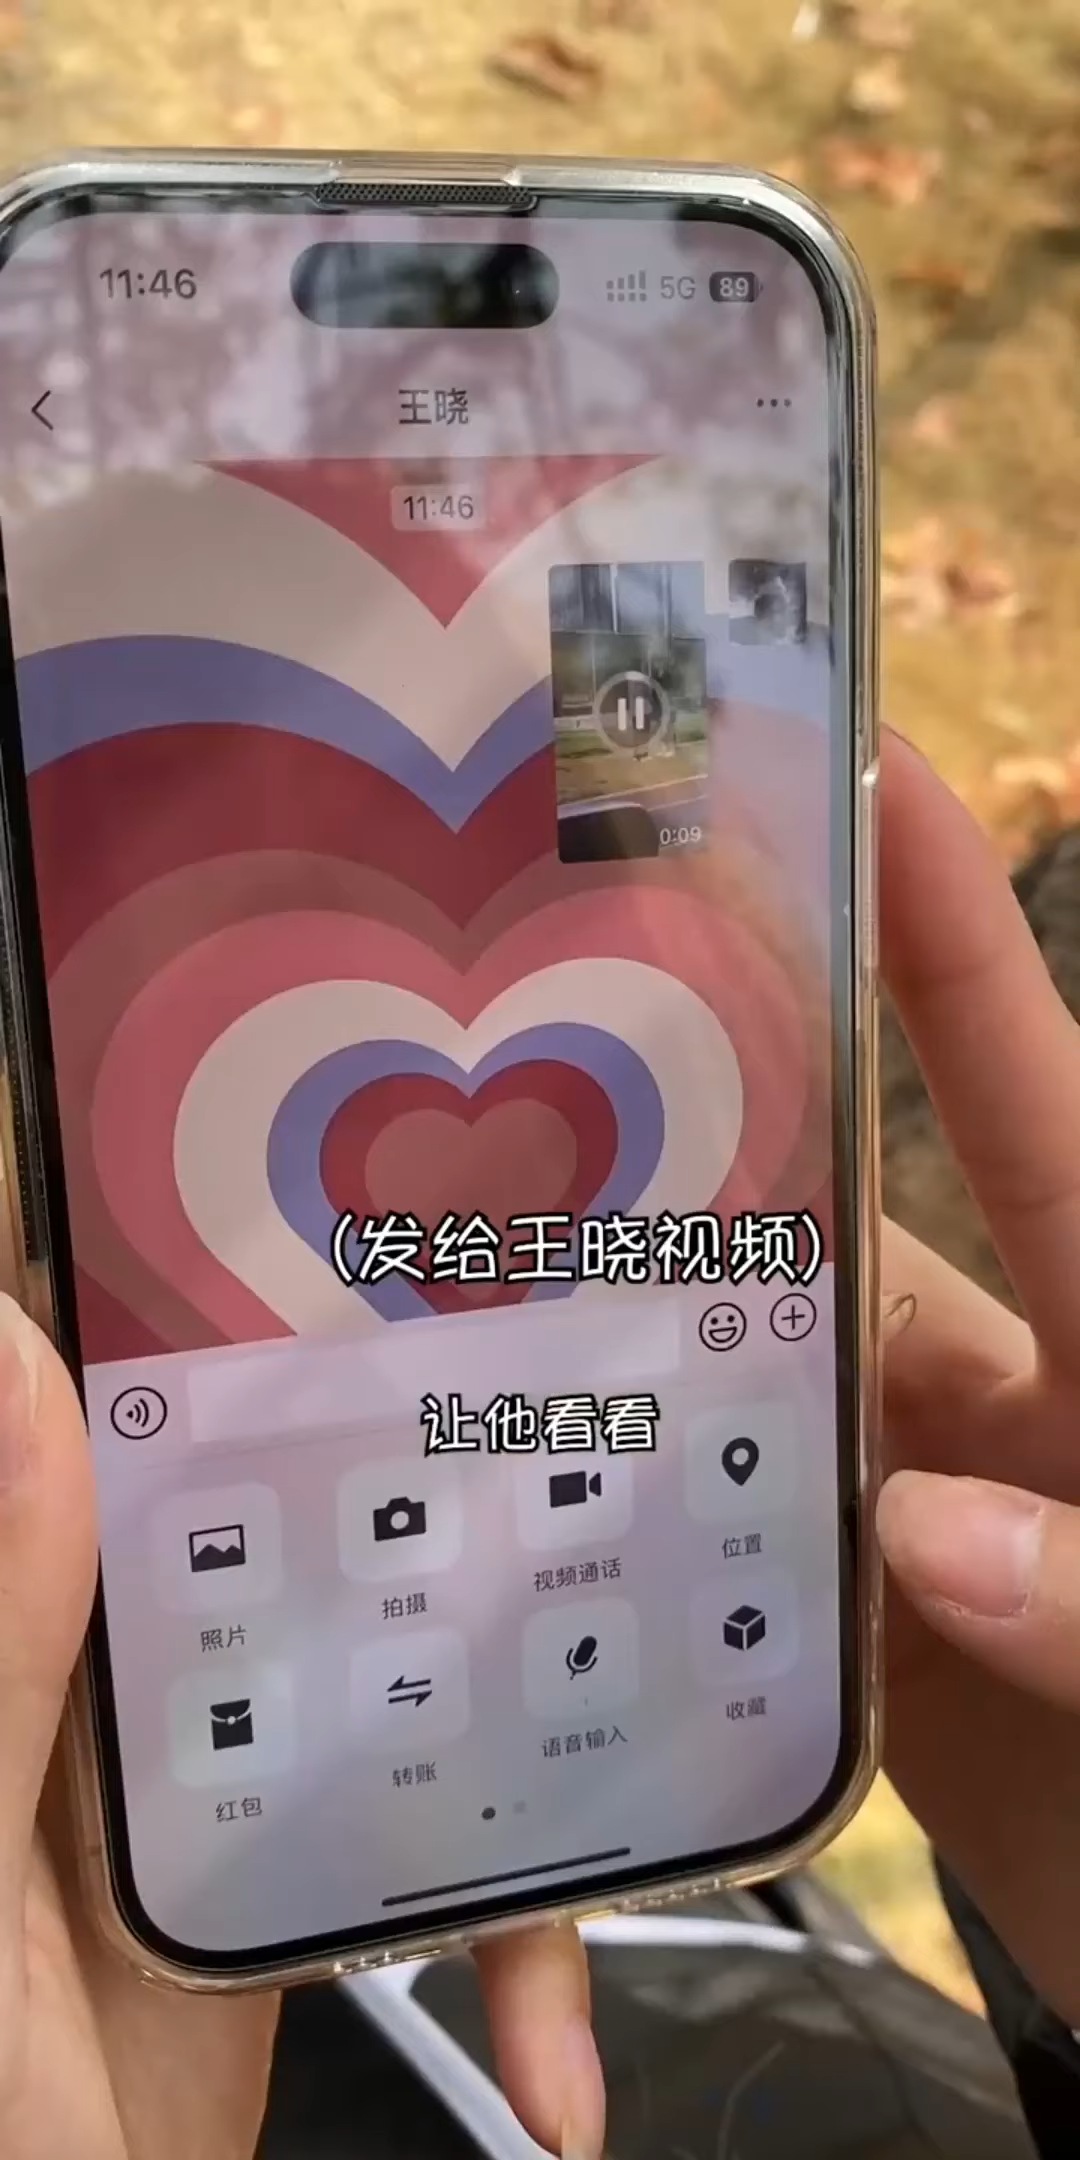 11:46
5G
89
王晓
11:46
0:09
(发给王晓视频)
让他看看
照片
拍摄
视频通话
位置
红包
转账
语音输入
收藏